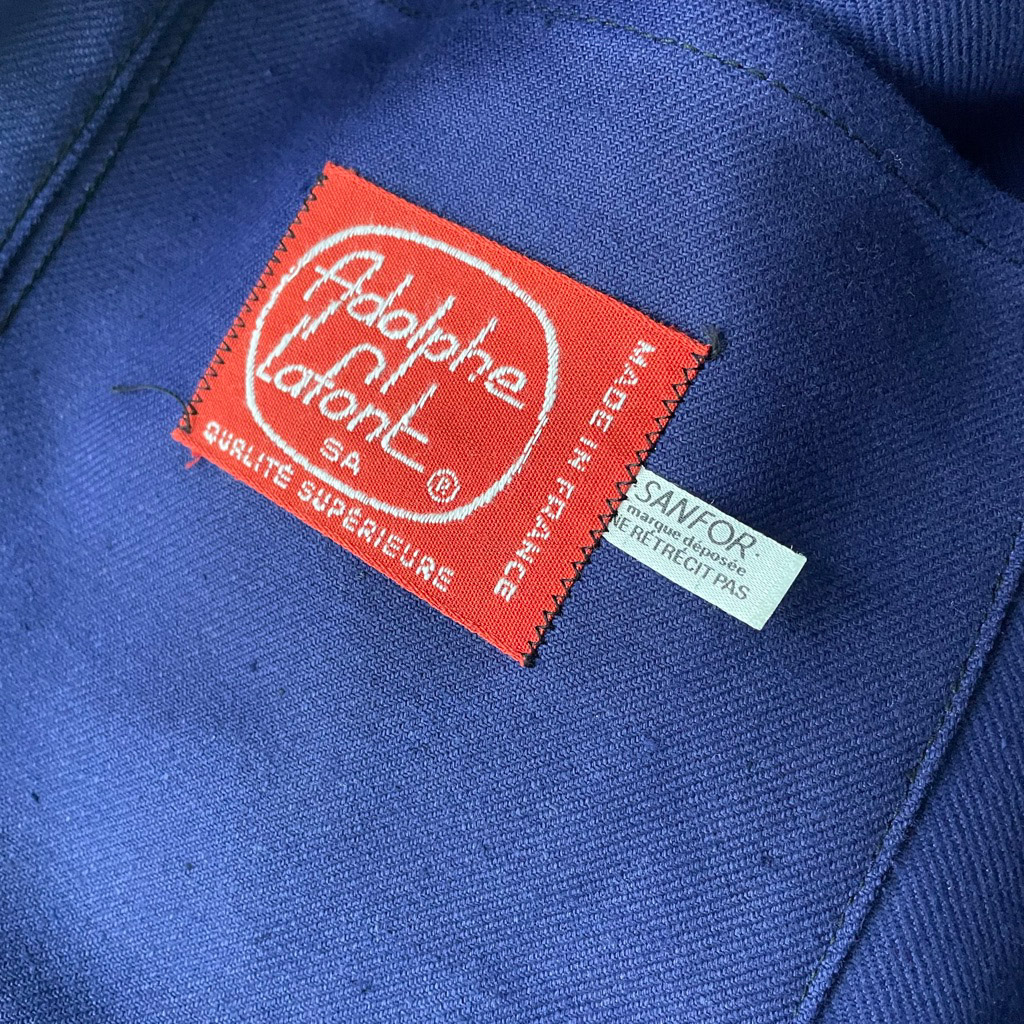 Adolphe
Lafont
SA
®
QUALITÉ SUPÉRIEURE
MADE IN FRANCE
SANFOR.
marque déposée
NE RÉTRÉCIT PAS